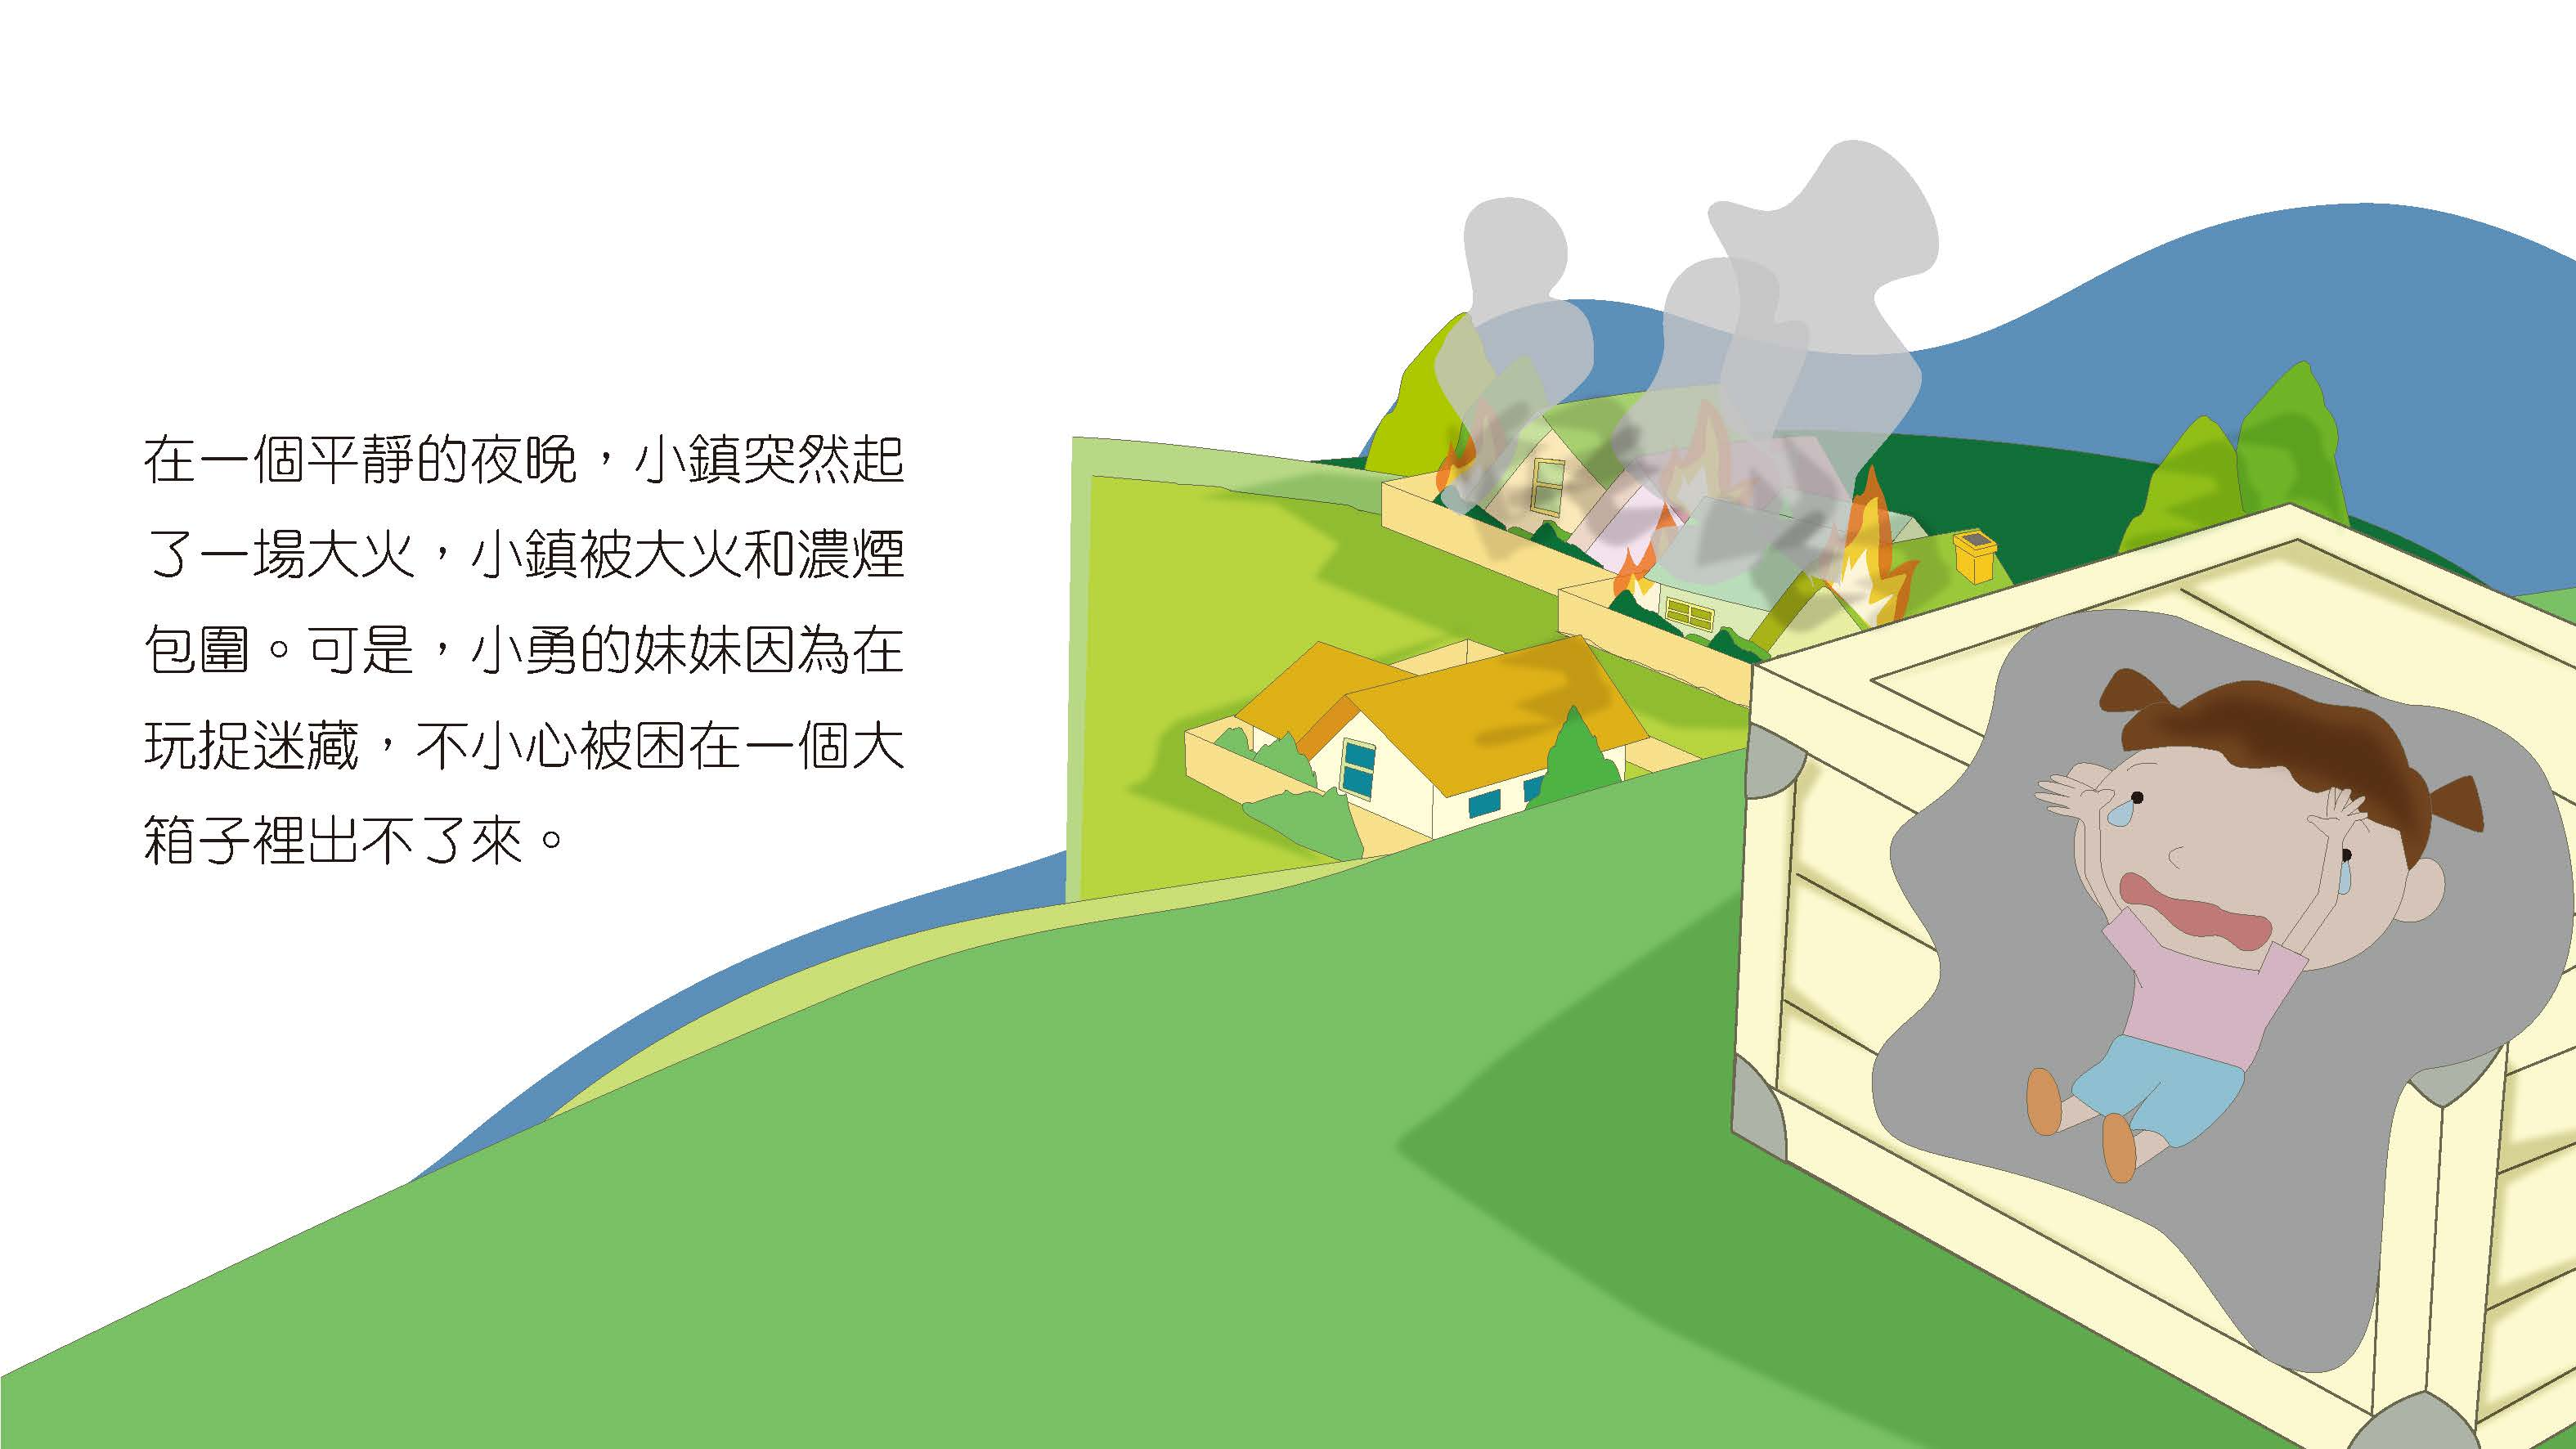 在一個平靜的夜晚，小鎮突然起
了一場大火，小鎮被大火和濃煙
包圍。可是，小勇的妹妹因為在
玩捉迷藏，不小心被困在一個大
箱子裡出不了來。